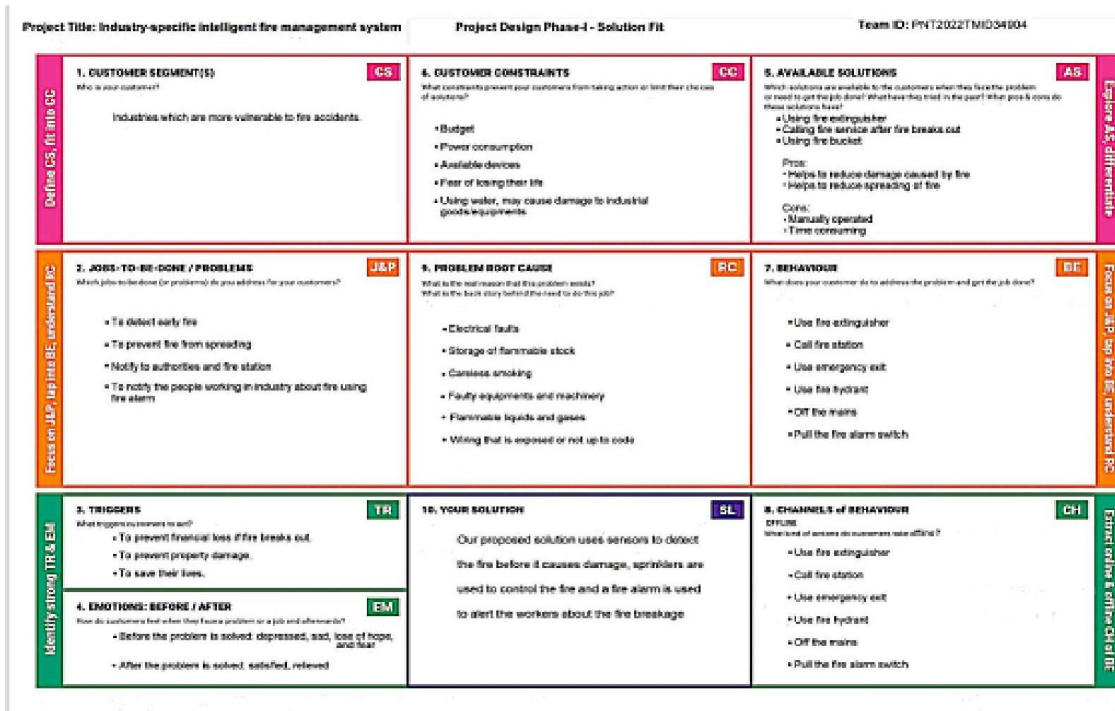 Project Title: Industry-specific intelligent fire management system
Project Design Phase-I - Solution Fit
Team ID: PNT2022TMID34904
Define CS, fit into CC
1. CUSTOMER SEGMENT(S)
CS
Who is your customer?
Industries which are more vulnerable to fire accidents.
6. CUSTOMER CONSTRAINTS
CC
What constraints prevent your customers from taking action or limit their choices
of solutions?
• Budget
• Power consumption
• Available devices
• Fear of losing their life
• Using water, may cause damage to industrial
goods/equipments
5. AVAILABLE SOLUTIONS
AS
Which solutions are available to the customers when they face the problem
or need to get the job done? What have they tried in the past? What pros & cons do
these solutions have?
• Using fire extinguisher
• Calling fire service after fire breaks out
• Using fire bucket
Pros:
• Helps to reduce damage caused by fire
• Helps to reduce spreading of fire
Cons:
• Manually operated
• Time consuming
Explore AS, differentiate
Focus on J&P, tap into BE, understand RC
2. JOBS-TO-BE-DONE / PROBLEMS
J&P
Which jobs-to-be-done (or problems) do you address for your customers?
• To detect early fire
• To prevent fire from spreading
• Notify to authorities and fire station
• To notify the people working in industry about fire using
fire alarm
9. PROBLEM ROOT CAUSE
RC
What is the real reason that this problem exists?
What is the back story behind the need to do this job?
• Electrical faults
• Storage of flammable stock
• Careless smoking
• Faulty equipments and machinery
• Flammable liquids and gases
• Wiring that is exposed or not up to code
7. BEHAVIOUR
BE
What does your customer do to address the problem and get the job done?
• Use fire extinguisher
• Call fire station
• Use emergency exit
• Use fire hydrant
• Off the mains
• Pull the fire alarm switch
Focus on J&P, tap into BE, understand RC
Identify strong TR & EM
3. TRIGGERS
TR
What triggers customers to act?
• To prevent financial loss if fire breaks out.
• To prevent property damage.
• To save their lives.
4. EMOTIONS: BEFORE / AFTER
EM
How do customers feel when they face a problem or a job and afterwards?
• Before the problem is solved: depressed, sad, lose of hope,
and fear
• After the problem is solved: satisfied, relieved
10. YOUR SOLUTION
SL
Our proposed solution uses sensors to detect
the fire before it causes damage, sprinklers are
used to control the fire and a fire alarm is used
to alert the workers about the fire breakage
8. CHANNELS of BEHAVIOUR
CH
OFFLINE
What kind of actions do customers take offline?
• Use fire extinguisher
• Call fire station
• Use emergency exit
• Use fire hydrant
• Off the mains
• Pull the fire alarm switch
Extract online & offline CH of BE